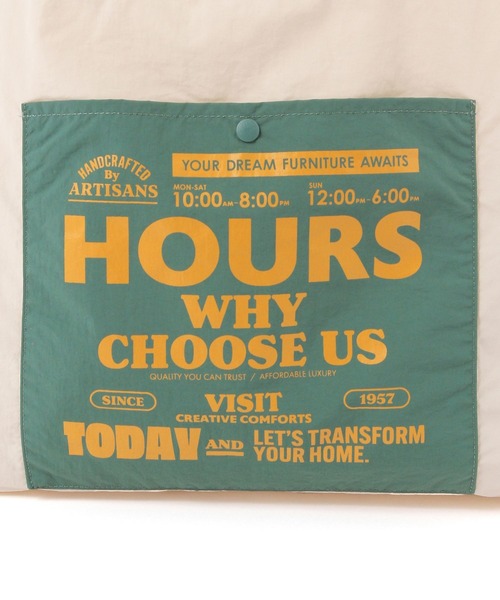 HANDCRAFTED
By
ARTISANS
YOUR DREAM FURNITURE AWAITS
MON-SAT
10:00AM-8:00PM
SUN
12:00PM-6:00PM
HOURS
WHY
CHOOSE US
QUALITY YOU CAN TRUST / AFFORDABLE LUXURY
SINCE
VISIT
1957
CREATIVE COMFORTS
TODAY AND LET'S TRANSFORM
YOUR HOME.